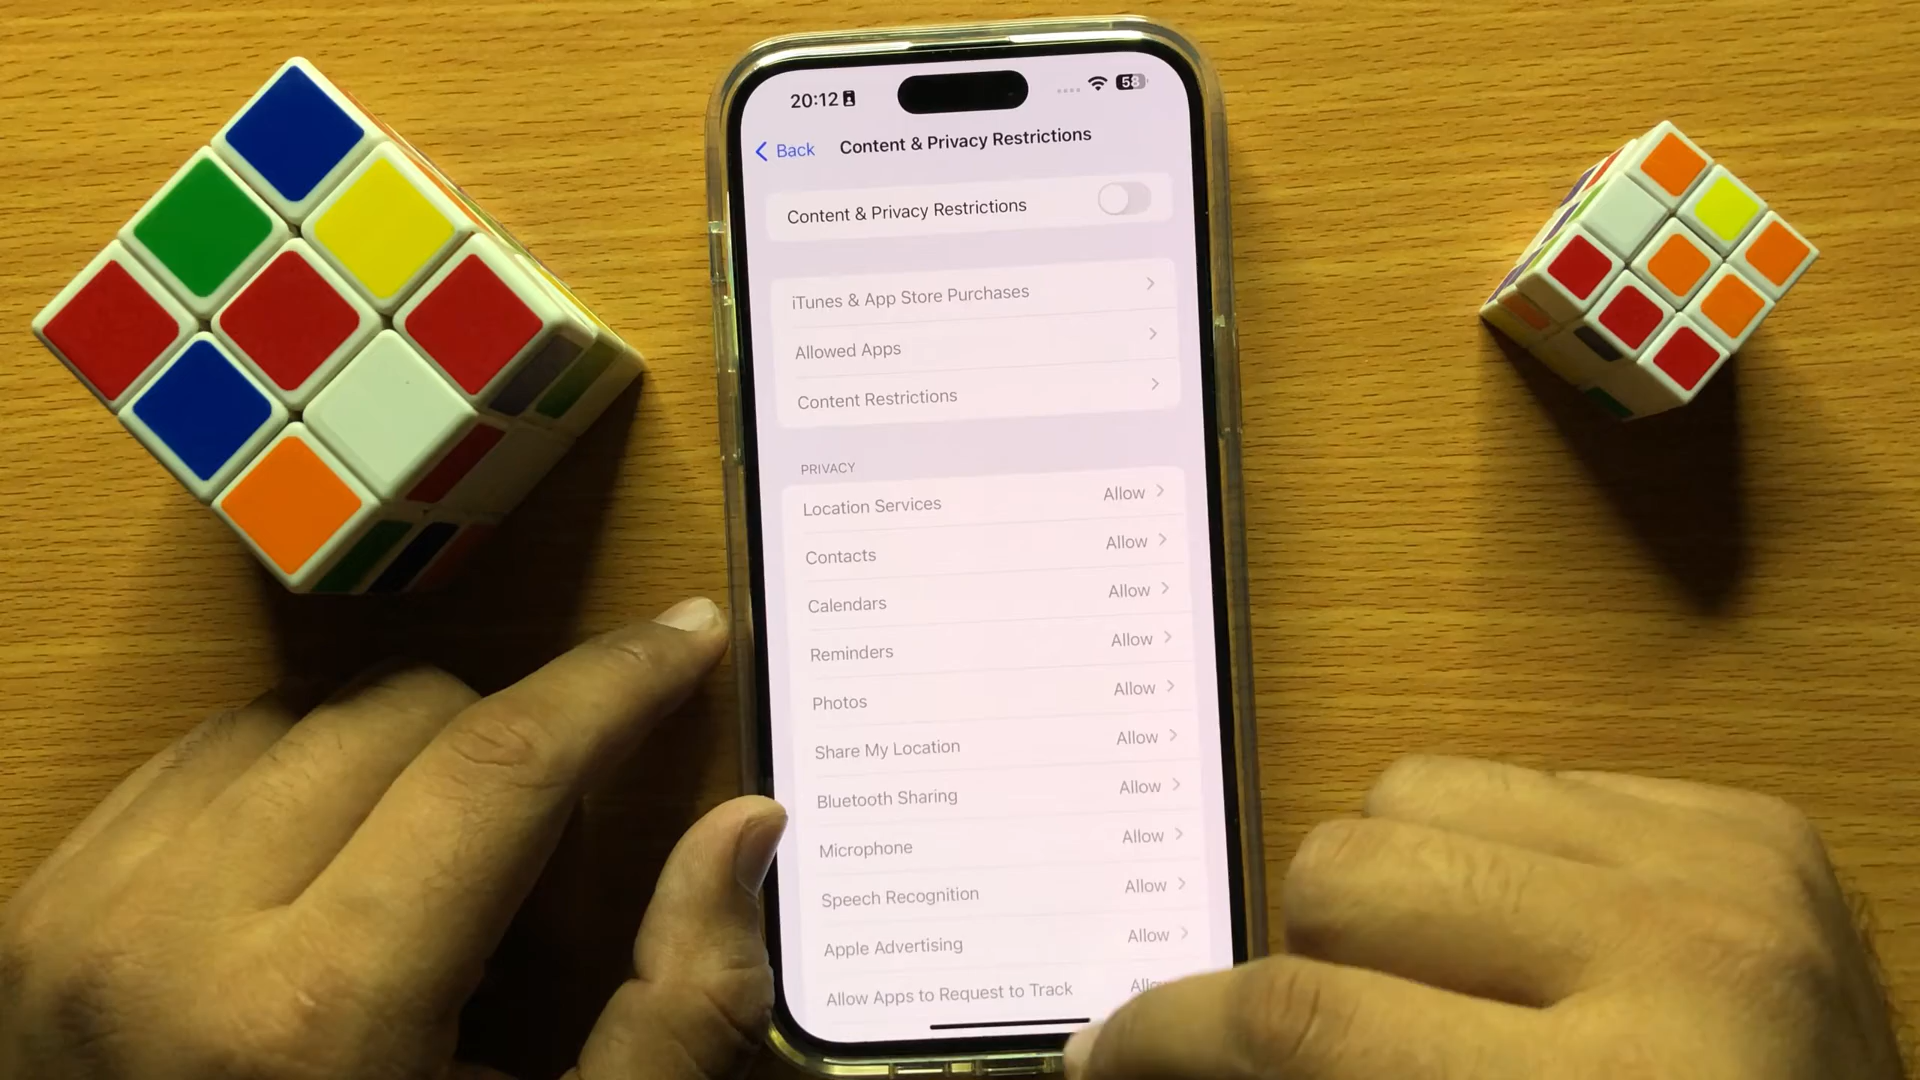 20:12
58
Back
Content & Privacy Restrictions
Content & Privacy Restrictions
iTunes & App Store Purchases
Allowed Apps
Content Restrictions
PRIVACY
Location Services Allow
Contacts Allow
Calendars Allow
Reminders Allow
Photos Allow
Share My Location Allow
Bluetooth Sharing Allow
Microphone Allow
Speech Recognition Allow
Apple Advertising Allow
Allow Apps to Request to Track